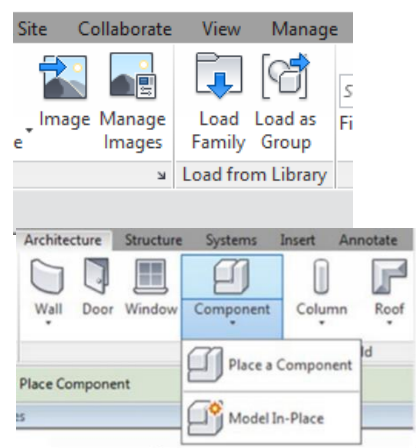 Site Collaborate View Manage
Image Manage Images Load Family Load as Group
Load from Library
Architecture Structure Systems Insert Annotate
Wall Door Window Component Column Roof
Place a Component
Place Component
Model In-Place